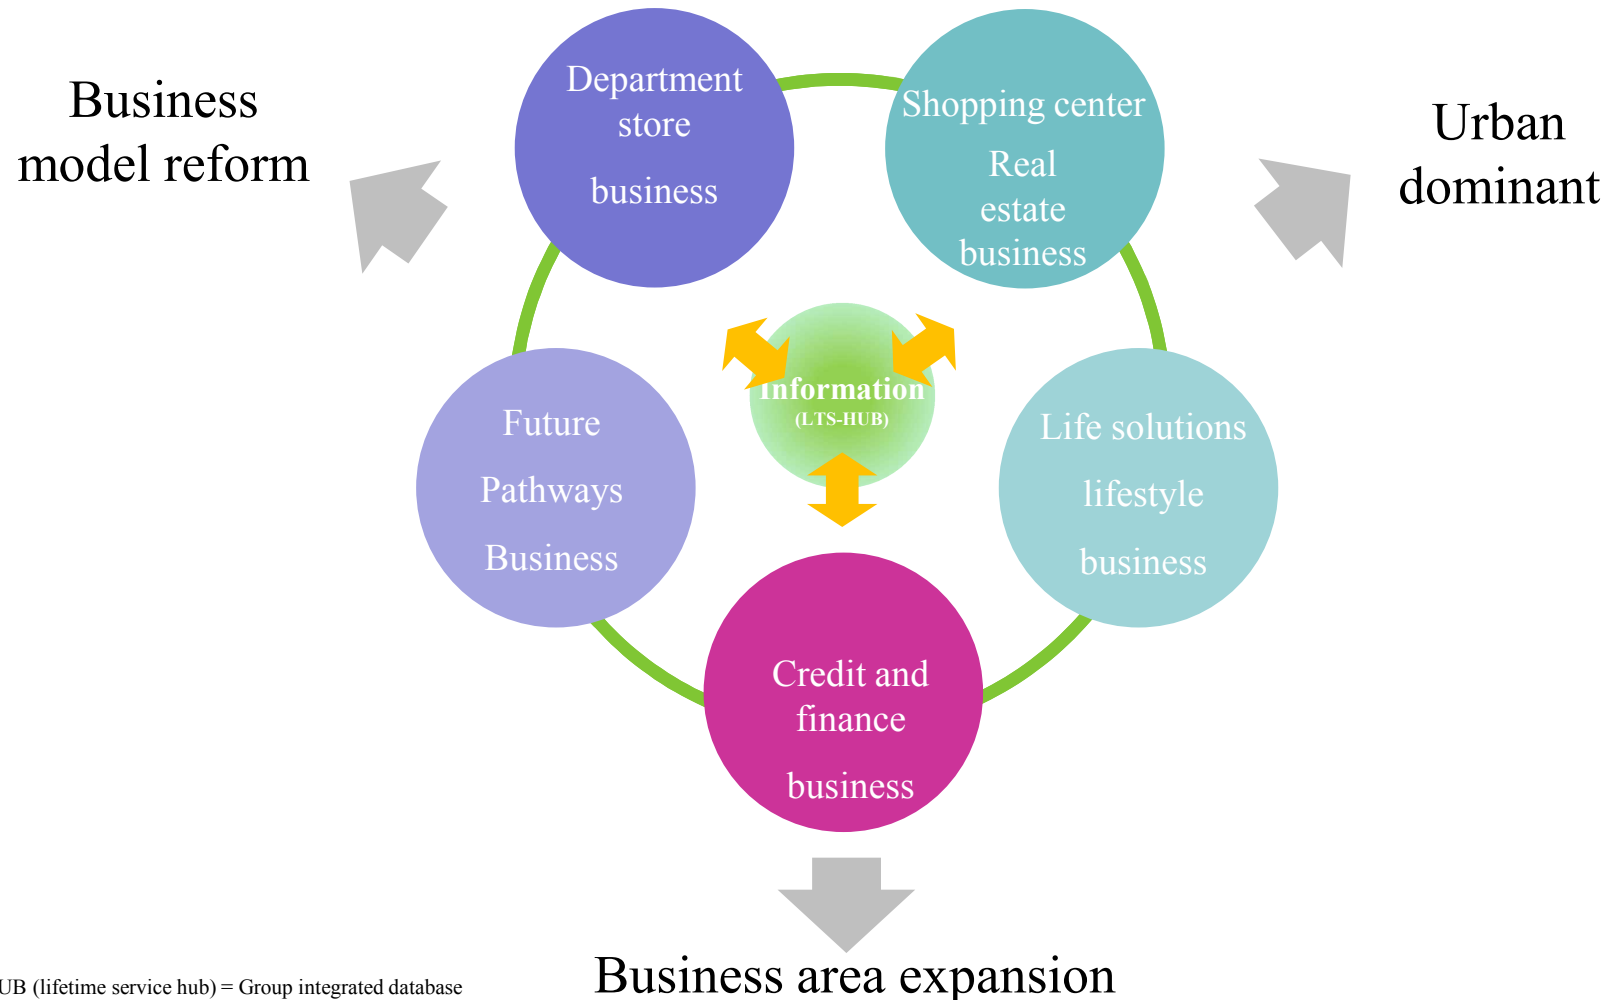 Business
model reform
Department
store
business
Shopping center
Real
estate
business
Urban
dominant
Information
(LTS-HUB)
Future
Pathways
Business
Life solutions
lifestyle
business
Credit and
finance
business
Business area expansion
UB (lifetime service hub) = Group integrated database